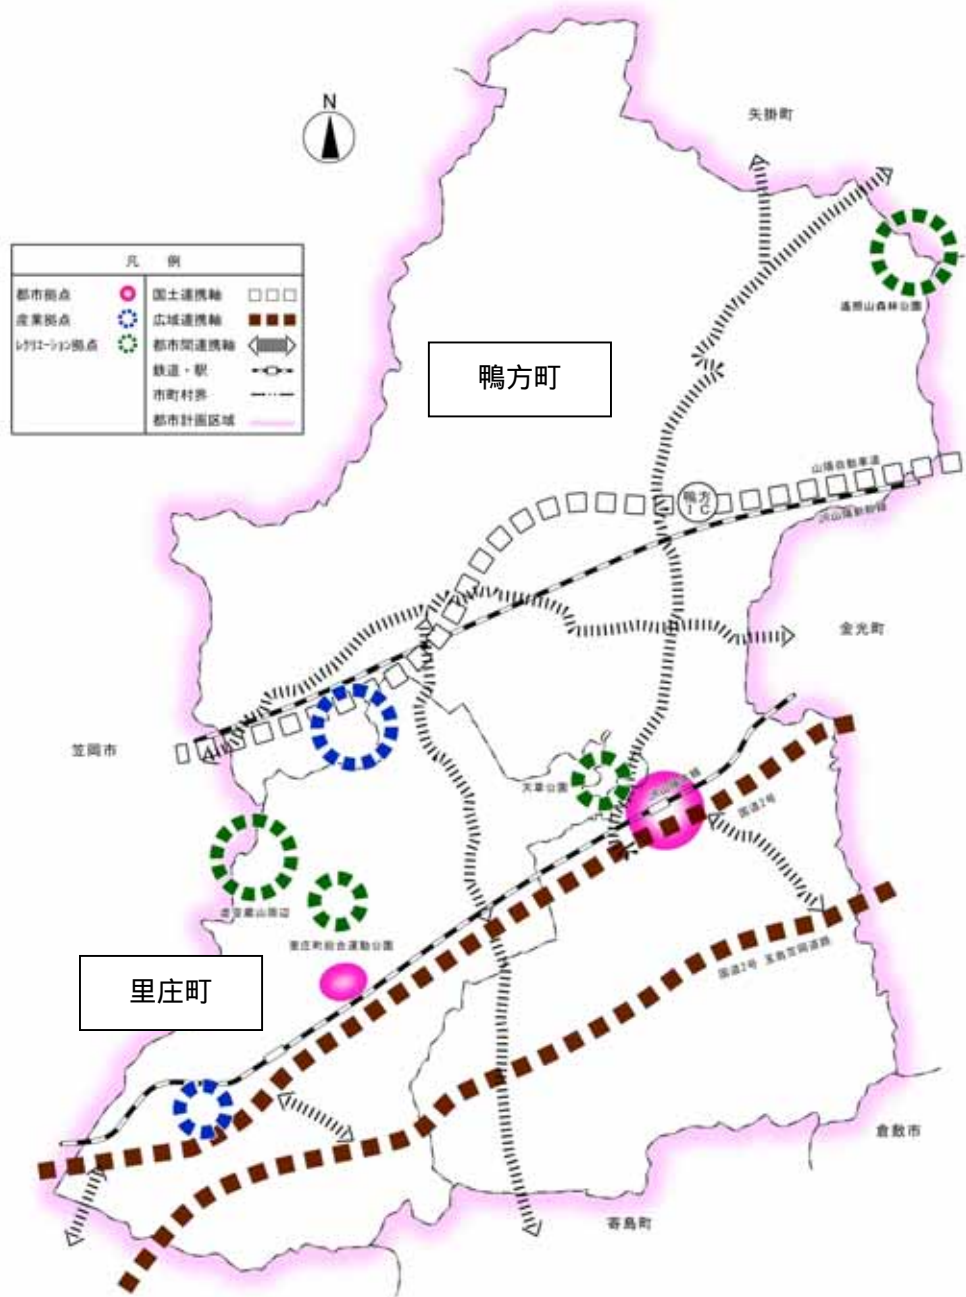 N
矢掛町
凡 例
都市拠点
国土連携軸
産業拠点
広域連携軸
ﾚｸﾘｴｰｼｮﾝ拠点
都市間連携軸
鉄道・駅
市町村界
都市計画区域
遙照山森林公園
鴨方町
山陽自動車道
鴨方
IC
JR山陽新幹線
金光町
笠岡市
天草公園
JR山陽本線
国道2号
虚空蔵山周辺
里庄町総合運動公園
里庄町
国道2号 玉島笠岡道路
倉敷市
寄島町